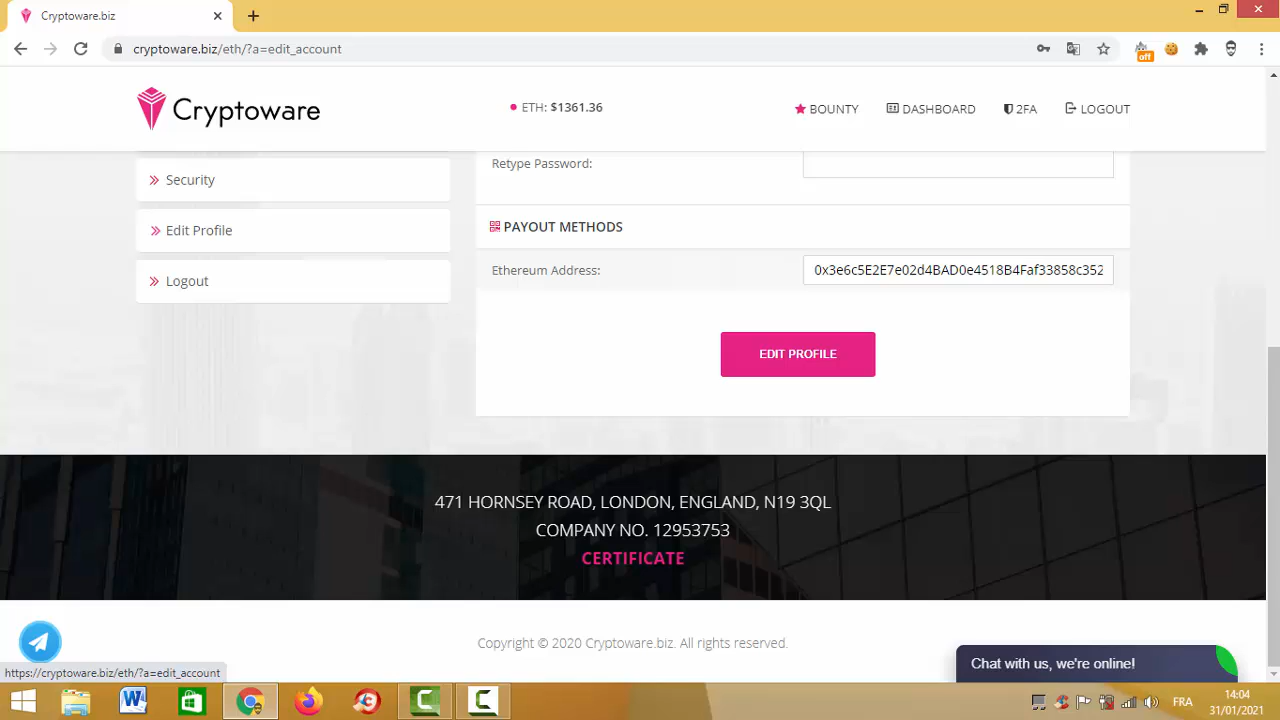 Cryptoware.biz
cryptoware.biz/eth/?a=edit_account
off
Cryptoware
ETH: $1361.36
BOUNTY
DASHBOARD
2FA
LOGOUT
Retype Password:
Security
PAYOUT METHODS
Edit Profile
Ethereum Address:
0x3e6c5E2E7e02d4BAD0e4518B4Faf33858c352
Logout
EDIT PROFILE
471 HORNSEY ROAD, LONDON, ENGLAND, N19 3QL
COMPANY NO. 12953753
CERTIFICATE
Copyright © 2020 Cryptoware.biz. All rights reserved.
Chat with us, we're online!
https://cryptoware.biz/eth/?a=edit_account
FRA
14:04
31/01/2021